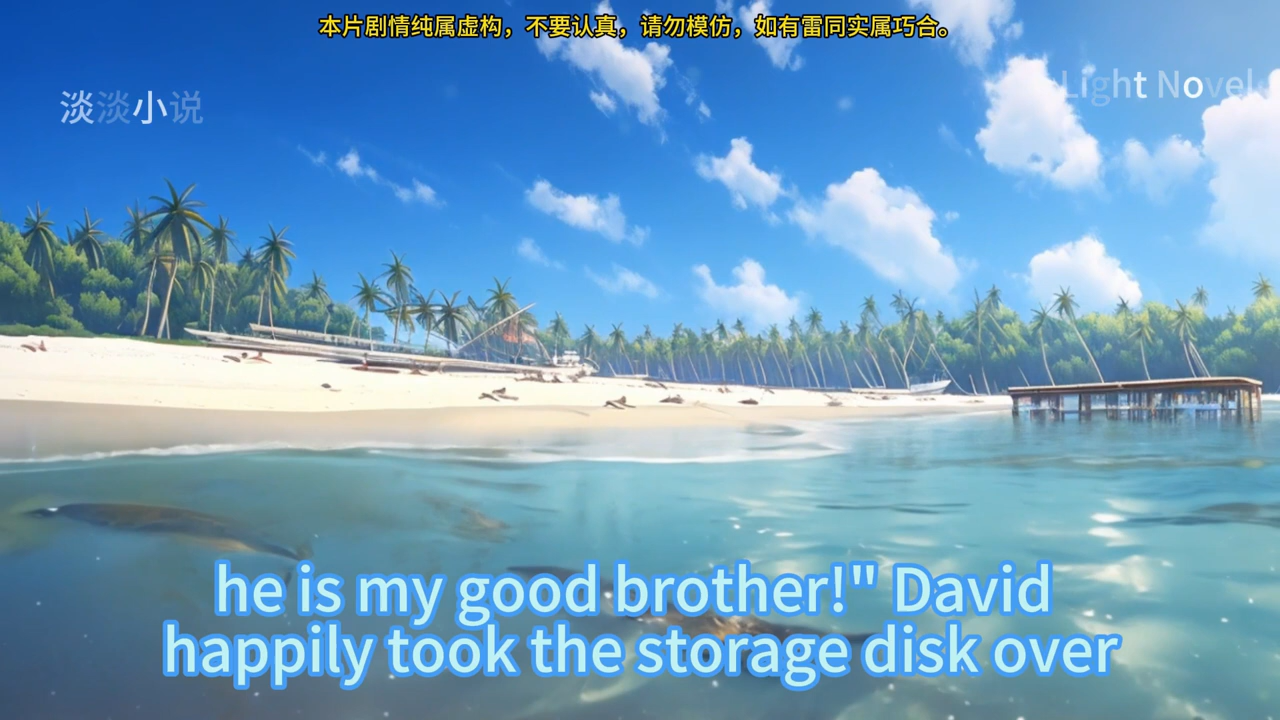 本片剧情纯属虚构，不要认真，请勿模仿，如有雷同实属巧合。
淡淡小说
Light Novel
he is my good brother!" David
happily took the storage disk over